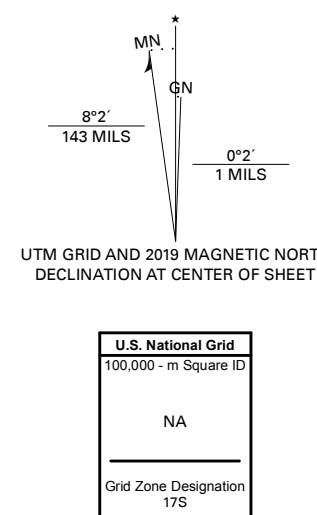 ★
MN
GN
8°2´
143 MILS
0°2´
1 MILS
UTM GRID AND 2019 MAGNETIC NORT
DECLINATION AT CENTER OF SHEET
U.S. National Grid
100,000 - m Square ID
NA
Grid Zone Designation
17S